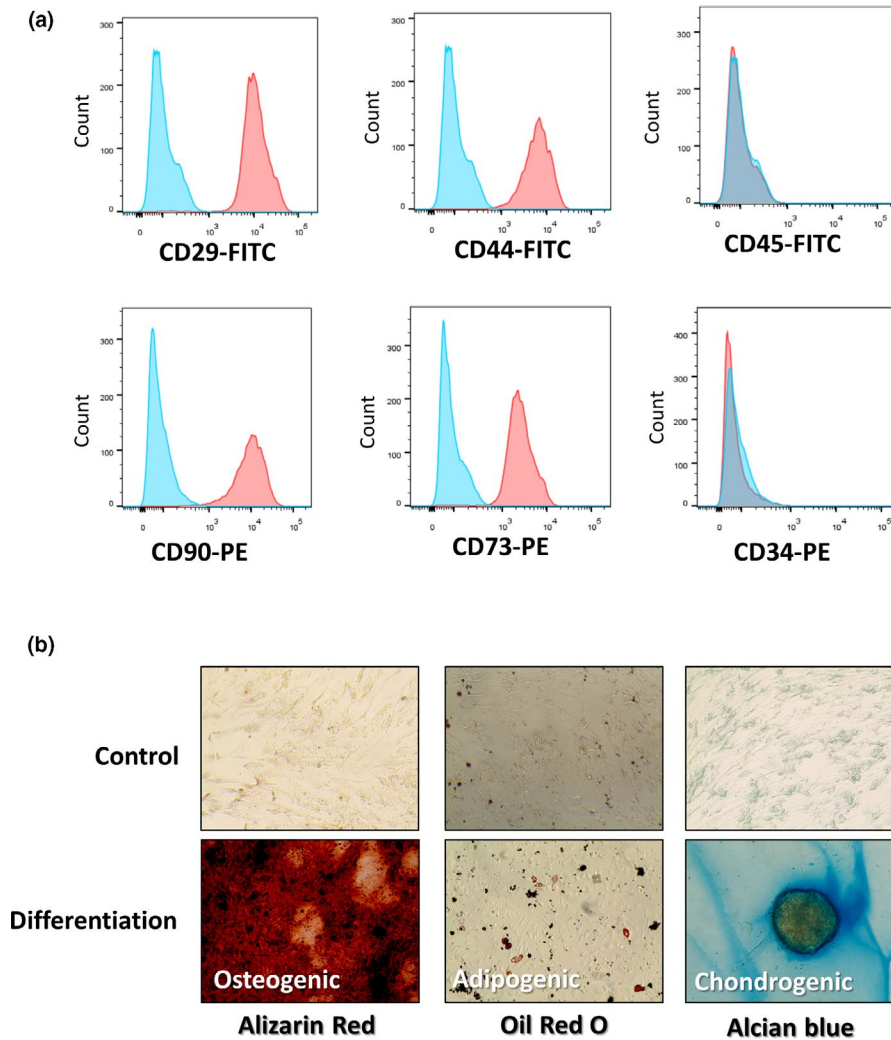 (a)
300
200
100
0
Count
0
10^3
10^4
10^5
CD29-FITC
300
200
100
0
Count
0
10^3
10^4
10^5
CD44-FITC
300
200
100
0
Count
0
10^3
10^4
10^5
CD45-FITC
300
200
100
0
Count
0
10^3
10^4
10^5
CD90-PE
300
200
100
0
Count
0
10^3
10^4
10^5
CD73-PE
400
300
200
100
0
Count
0
10^3
10^4
10^5
CD34-PE
(b)
Control
Differentiation
Osteogenic
Adipogenic
Chondrogenic
Alizarin Red
Oil Red O
Alcian blue